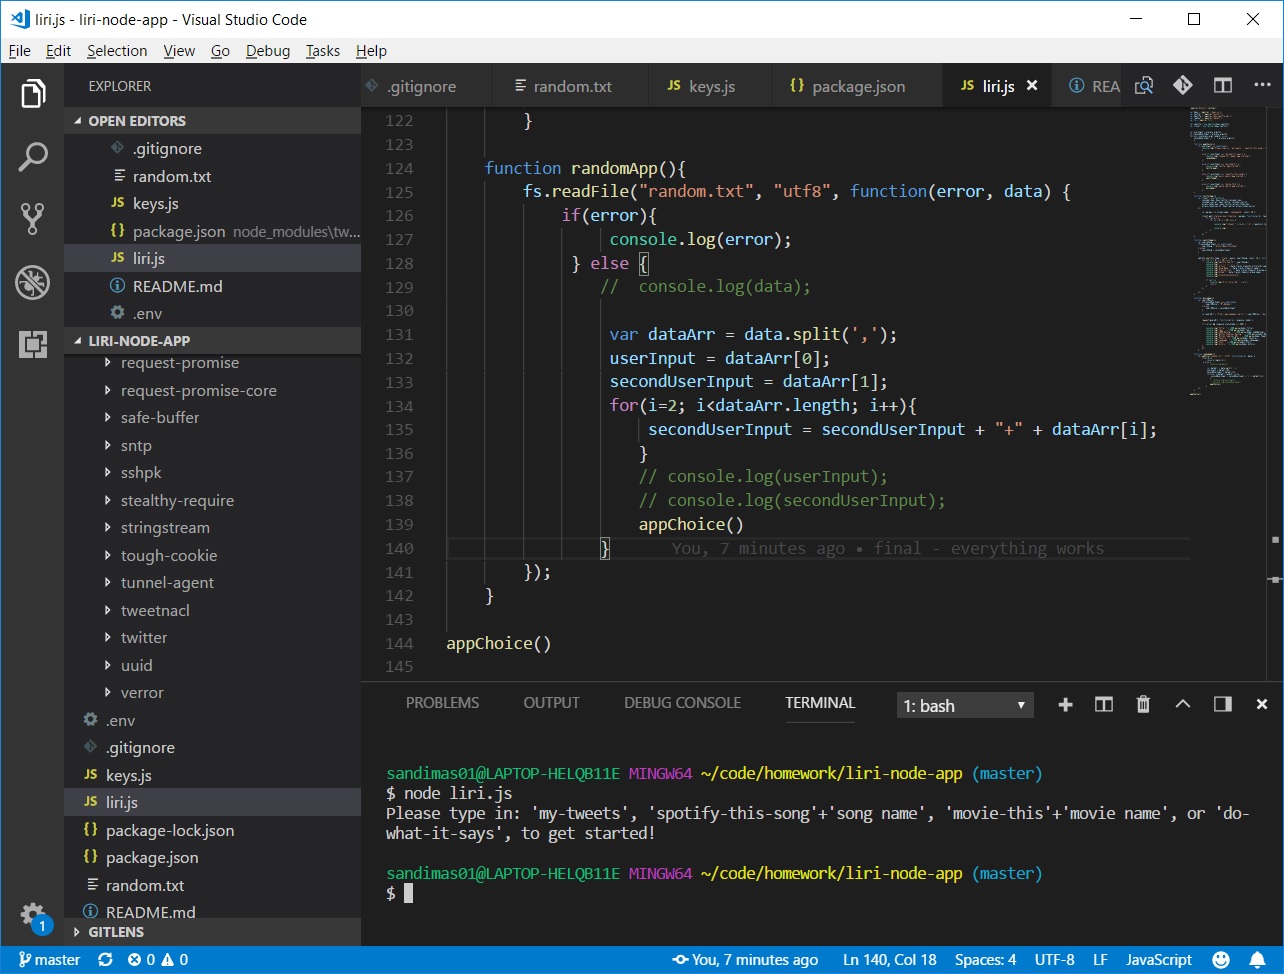 liri.js - liri-node-app - Visual Studio Code
File Edit Selection View Go Debug Tasks Help
EXPLORER
OPEN EDITORS
.gitignore
random.txt
JS keys.js
{} package.json node_modules\tw...
JS liri.js
README.md
.env
LIRI-NODE-APP
request-promise
request-promise-core
safe-buffer
sntp
sshpk
stealthy-require
stringstream
tough-cookie
tunnel-agent
tweetnacl
twitter
uuid
verror
.env
.gitignore
JS keys.js
JS liri.js
{} package-lock.json
{} package.json
random.txt
README.md
GITLENS
1
.gitignore random.txt JS keys.js {} package.json JS liri.js REA
122 }
123
124 function randomApp(){
125 fs.readFile("random.txt", "utf8", function(error, data) {
126 if(error){
127 console.log(error);
128 } else {
129 // console.log(data);
130
131 var dataArr = data.split(',');
132 userInput = dataArr[0];
133 secondUserInput = dataArr[1];
134 for(i=2; i<dataArr.length; i++){
135 secondUserInput = secondUserInput + "+" + dataArr[i];
136 }
137 // console.log(userInput);
138 // console.log(secondUserInput);
139 appChoice()
140 } You, 7 minutes ago • final - everything works
141 });
142 }
143
144 appChoice()
145
PROBLEMS OUTPUT DEBUG CONSOLE TERMINAL 1: bash
sandimas01@LAPTOP-HELQB11E MINGW64 ~/code/homework/liri-node-app (master)
$ node liri.js
Please type in: 'my-tweets', 'spotify-this-song'+'song name', 'movie-this'+'movie name', or 'do-
what-it-says', to get started!
sandimas01@LAPTOP-HELQB11E MINGW64 ~/code/homework/liri-node-app (master)
$
master 0 0 You, 7 minutes ago Ln 140, Col 18 Spaces: 4 UTF-8 LF JavaScript